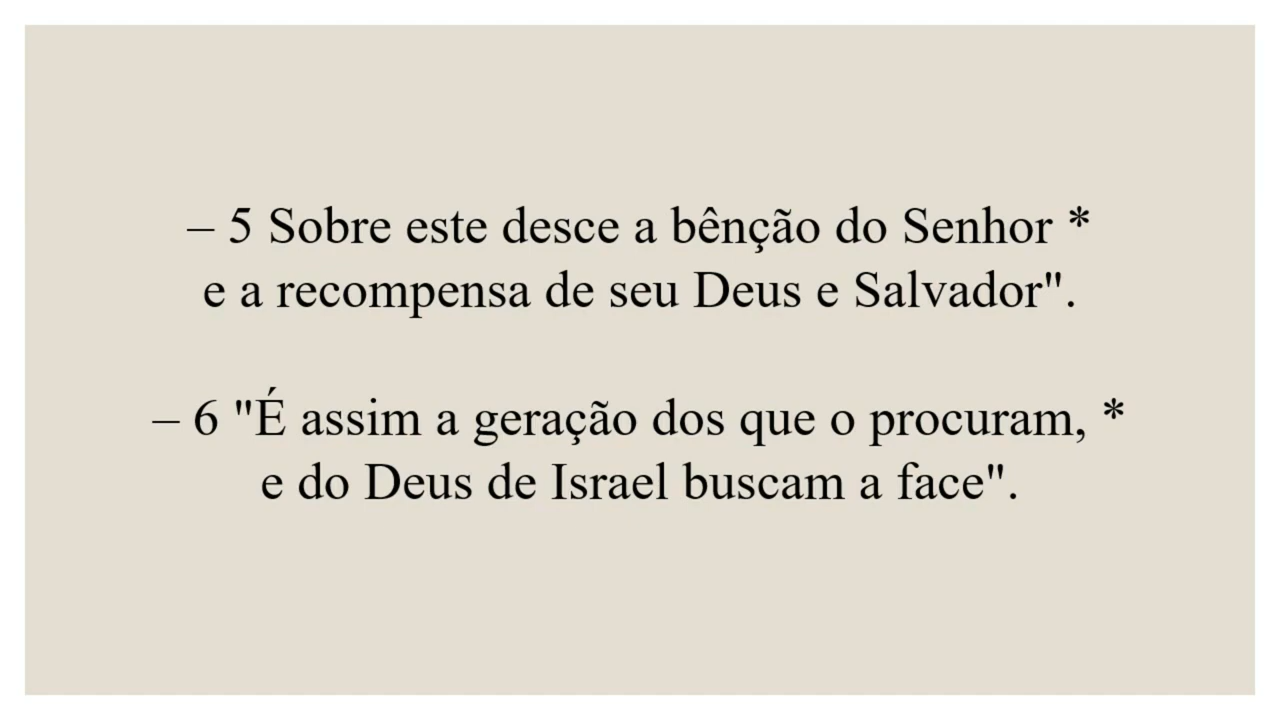 – 5 Sobre este desce a bênção do Senhor *
e a recompensa de seu Deus e Salvador".
– 6 "É assim a geração dos que o procuram, *
e do Deus de Israel buscam a face".